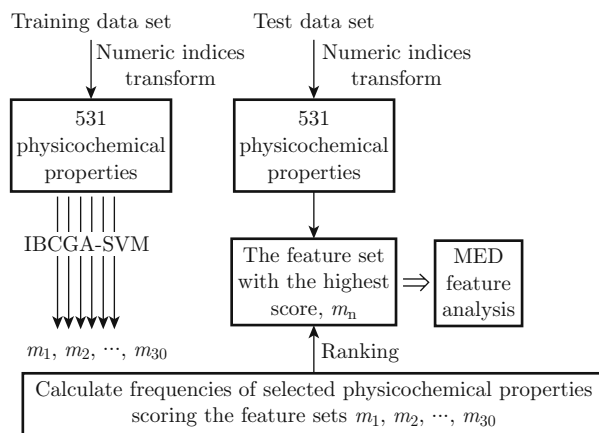 Training data set
Numeric indices
transform
531
physicochemical
properties
IBCGA-SVM
m1, m2, ···, m30
Test data set
Numeric indices
transform
531
physicochemical
properties
The feature set
with the highest
score, mn
MED
feature
analysis
Ranking
Calculate frequencies of selected physicochemical properties
scoring the feature sets m1, m2, ···, m30